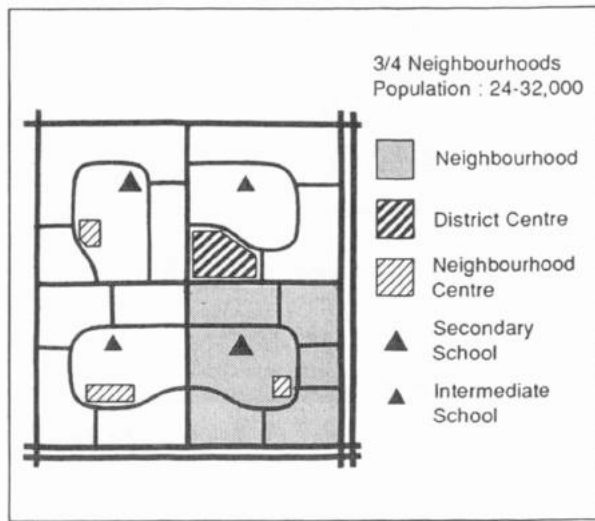 3/4 Neighbourhoods
Population : 24-32,000
Neighbourhood
District Centre
Neighbourhood
Centre
Secondary
School
Intermediate
School